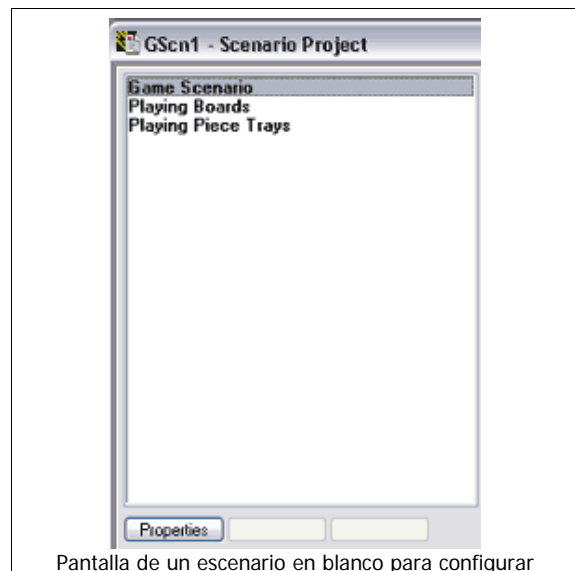 GScn1 - Scenario Project
Game Scenario
Playing Boards
Playing Piece Trays
Properties
Pantalla de un escenario en blanco para configurar